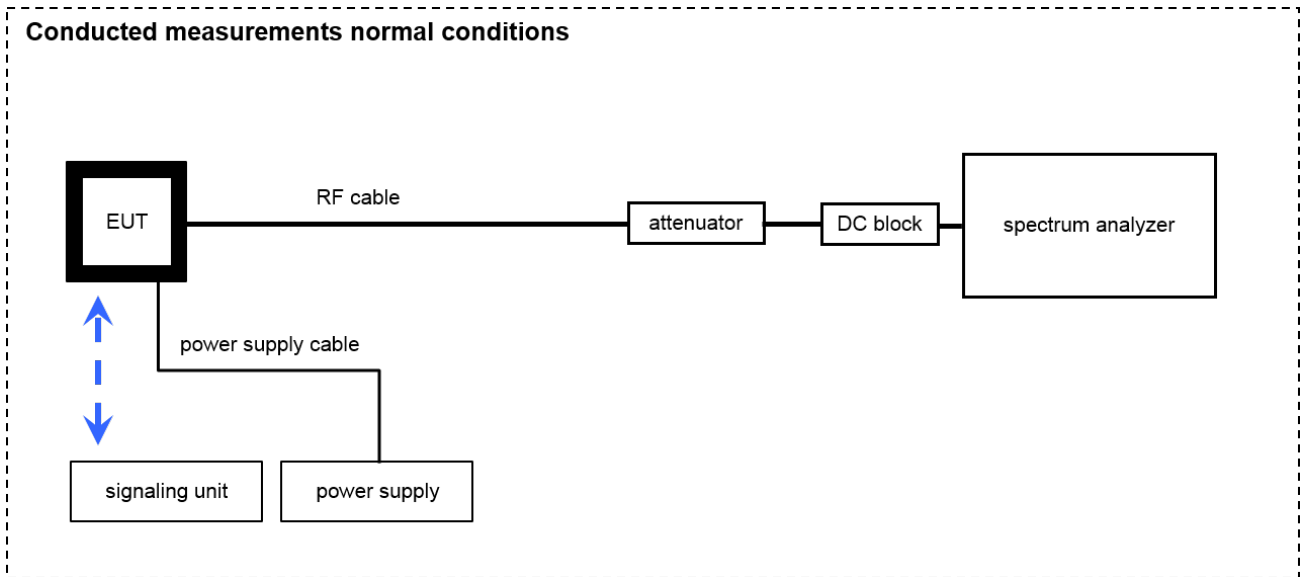 Conducted measurements normal conditions
RF cable
EUT
attenuator
DC block
spectrum analyzer
power supply cable
signaling unit
power supply